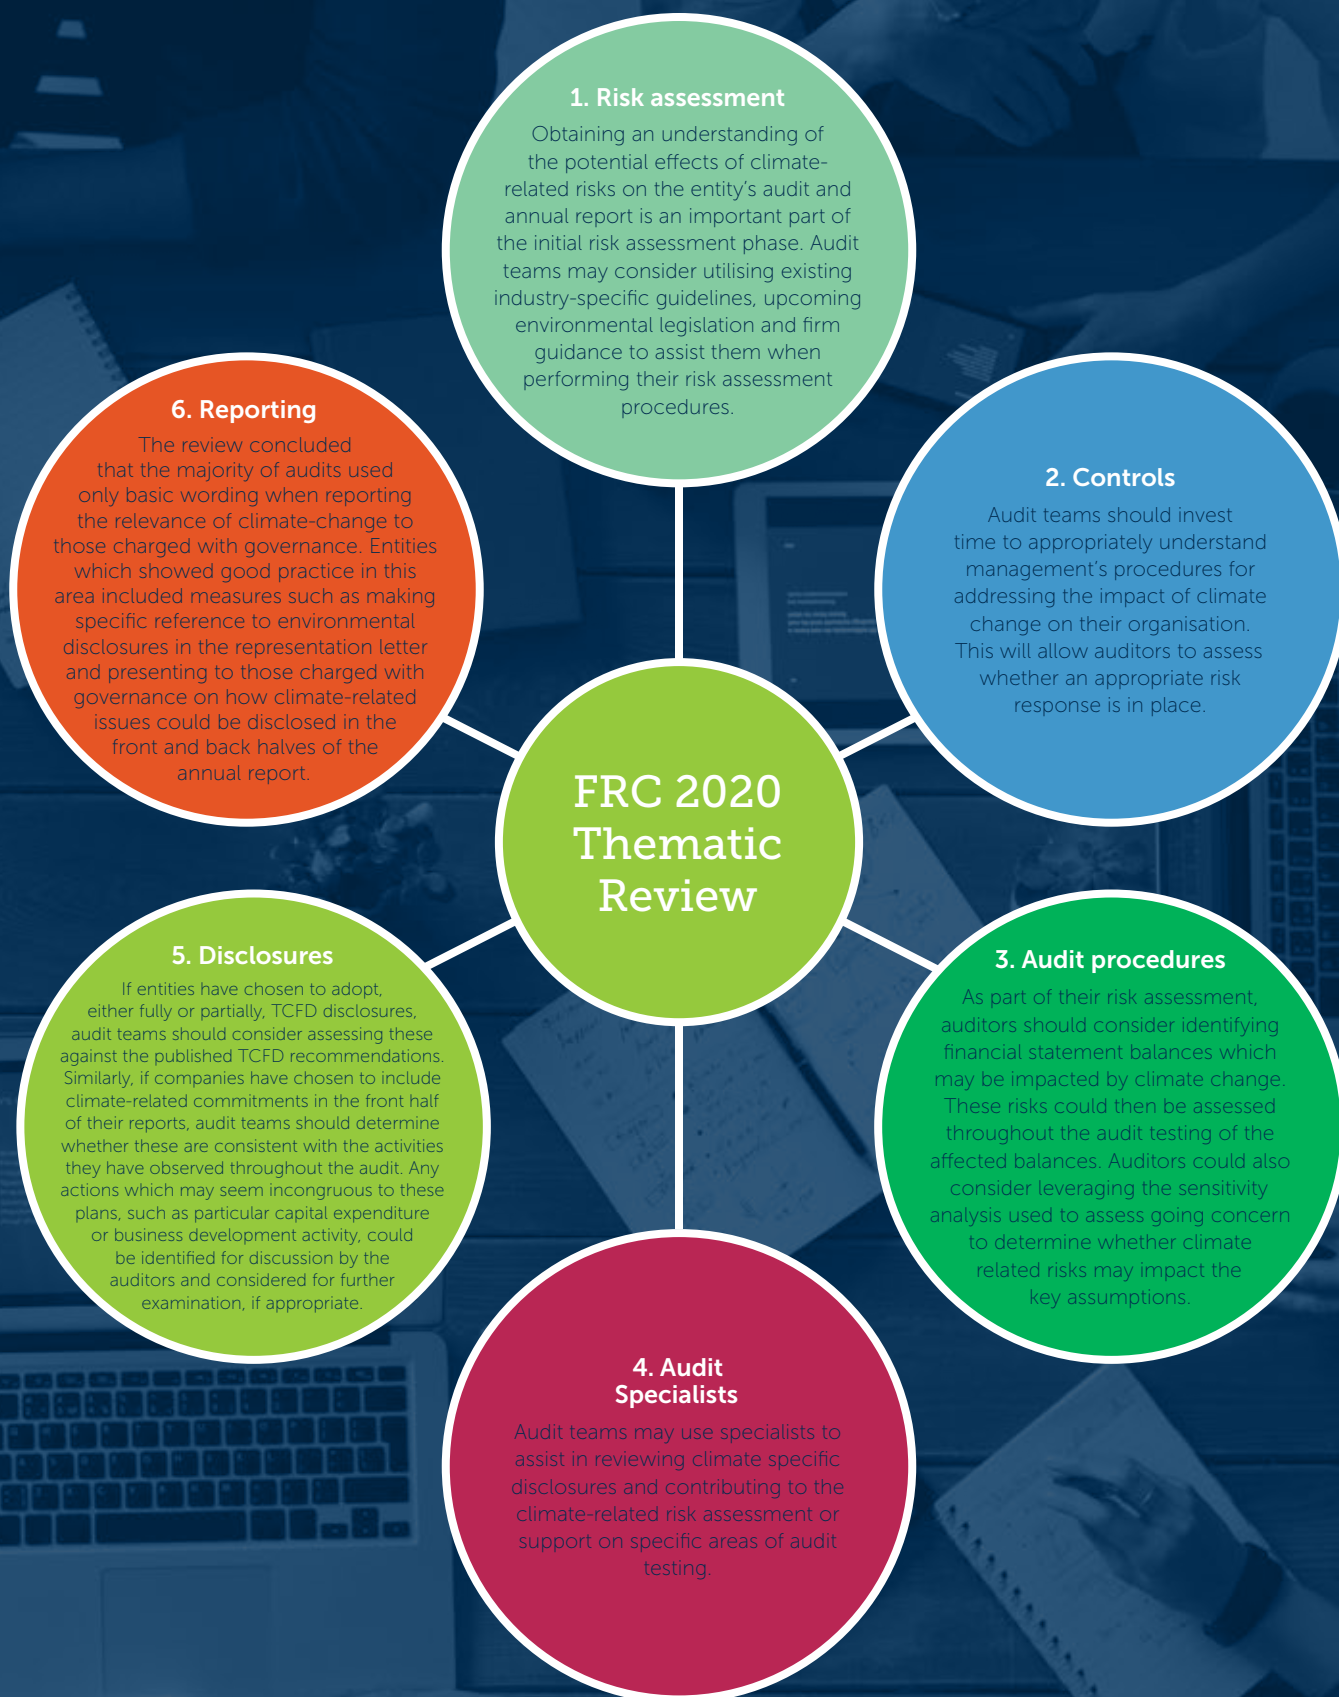 1. Risk assessment
Obtaining an understanding of
the potential effects of climate-
related risks on the entity’s audit and
annual report is an important part of
the initial risk assessment phase. Audit
teams may consider utilising existing
industry-specific guidelines, upcoming
environmental legislation and firm
guidance to assist them when
performing their risk assessment
procedures.
2. Controls
Audit teams should invest
time to appropriately understand
management’s procedures for
addressing the impact of climate
change on their organisation.
This will allow auditors to assess
whether an appropriate risk
response is in place.
3. Audit procedures
As part of their risk assessment,
auditors should consider identifying
financial statement balances which
may be impacted by climate change.
These risks could then be assessed
throughout the audit testing of the
affected balances. Auditors could also
consider leveraging the sensitivity
analysis used to assess going concern
to determine whether climate
related risks may impact the
key assumptions.
4. Audit
Specialists
Audit teams may use specialists to
assist in reviewing climate specific
disclosures and contributing to the
climate-related risk assessment or
support on specific areas of audit
testing.
5. Disclosures
If entities have chosen to adopt,
either fully or partially, TCFD disclosures,
audit teams should consider assessing these
against the published TCFD recommendations.
Similarly, if companies have chosen to include
climate-related commitments in the front half
of their reports, audit teams should determine
whether these are consistent with the activities
they have observed throughout the audit. Any
actions which may seem incongruous to these
plans, such as particular capital expenditure
or business development activity, could
be identified for discussion by the
auditors and considered for further
examination, if appropriate.
6. Reporting
The review concluded
that the majority of audits used
only basic wording when reporting
the relevance of climate-change to
those charged with governance. Entities
which showed good practice in this
area included measures such as making
specific reference to environmental
disclosures in the representation letter
and presenting to those charged with
governance on how climate-related
issues could be disclosed in the
front and back halves of the
annual report.
FRC 2020
Thematic
Review